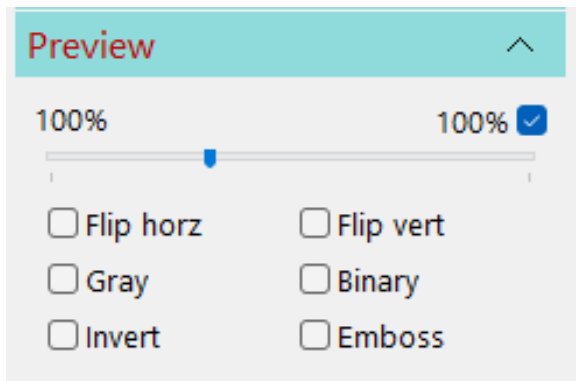 Preview
100% 100%
Flip horz Flip vert
Gray Binary
Invert Emboss